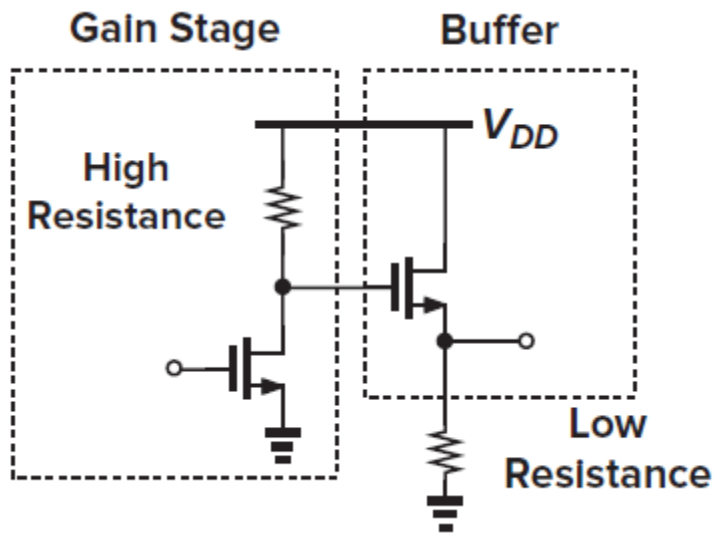 Gain Stage
Buffer
V_DD
High
Resistance
Low
Resistance